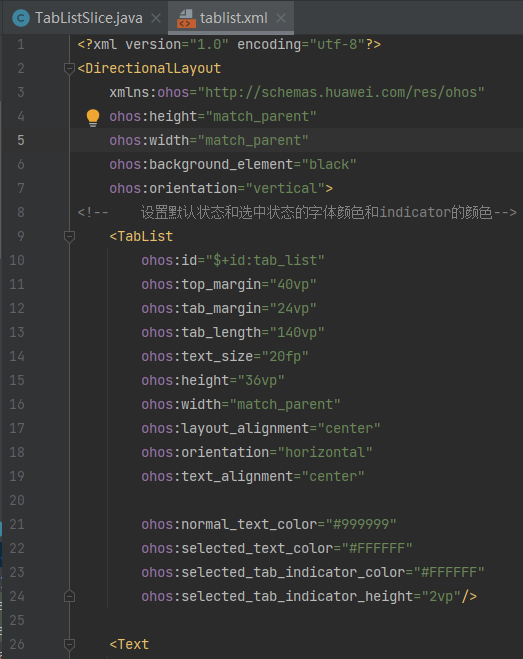 TabListSlice.java tablist.xml
1 <?xml version="1.0" encoding="utf-8"?>
2 <DirectionalLayout
3 xmlns:ohos="http://schemas.huawei.com/res/ohos"
4 ohos:height="match_parent"
5 ohos:width="match_parent"
6 ohos:background_element="black"
7 ohos:orientation="vertical">
8 <!-- 设置默认状态和选中状态的字体颜色和indicator的颜色-->
9 <TabList
10 ohos:id="$+id:tab_list"
11 ohos:top_margin="40vp"
12 ohos:tab_margin="24vp"
13 ohos:tab_length="140vp"
14 ohos:text_size="20fp"
15 ohos:height="36vp"
16 ohos:width="match_parent"
17 ohos:layout_alignment="center"
18 ohos:orientation="horizontal"
19 ohos:text_alignment="center"
20
21 ohos:normal_text_color="#999999"
22 ohos:selected_text_color="#FFFFFF"
23 ohos:selected_tab_indicator_color="#FFFFFF"
24 ohos:selected_tab_indicator_height="2vp"/>
25
26 <Text